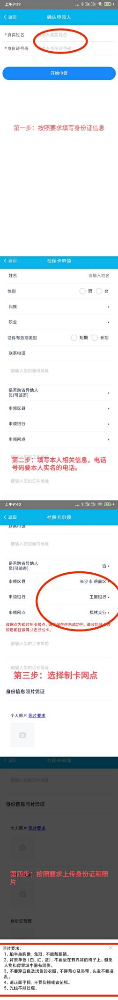 上午9:39
返回
确认申领人
*真实姓名 请输入真实姓名
*身份证号码 请输入身份证号码
开始申领
第一步：按照要求填写身份证信息
返回
社保卡申领
姓名 请输入姓名
性别 男 女
民族
职业
证件有效期类型 短期 长期
联系电话
请输入您的通讯地址
是否跨省异地人
员(可邮寄)
申领区县
申领银行
申领网点
请输入您的工作单位
第二步：填写本人相关信息，电话
号码要本人实名的电话。
请输入您的证件地址
上午9:40
返回
社保卡申领
联系电话
请输入您的通讯地址
是否跨省异地人
员(可邮寄) 否
申领区县 长沙市 岳麓区
申领银行 工商银行
申领网点 枫林支行
该网点为即时制卡网点，请在保存信息成功后，请收到制卡通
知后前往该网点进行制卡。
请输入您的工作单位
请输入您的证件地址
第三步：选择制卡网点
身份信息照片凭证
个人照片 照片要求
返回
社保卡申领
请输入您的证件地址
身份信息照片凭证
个人照片 照片要求
第四步：按照要求上传身份证和照
片
身份证背面
照片要求：
1、拍半身胸像，免冠，不能戴眼镜。
2、背景单色（白、红、蓝），不要坐在有靠背的椅子上。避免
人物和背景墙中间有阴影。
3、不要穿白色及浅色的衣服，不穿背心及吊带，头发不要凌
乱。
4、请正面平视，不要仰视或者俯视。
5、光线不能过爆。